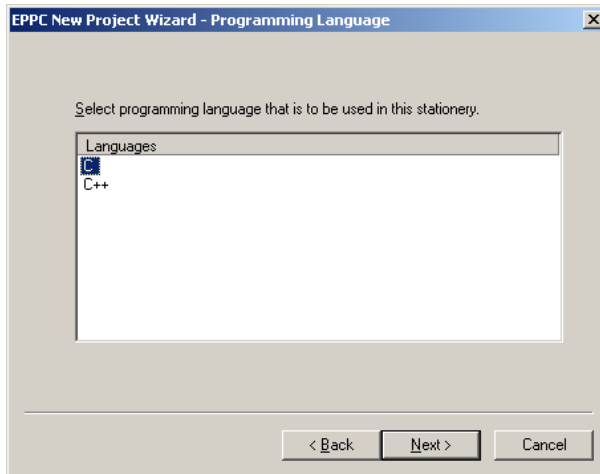 EPPC New Project Wizard - Programming Language
Select programming language that is to be used in this stationery.
Languages
C
C++
< Back
Next >
Cancel